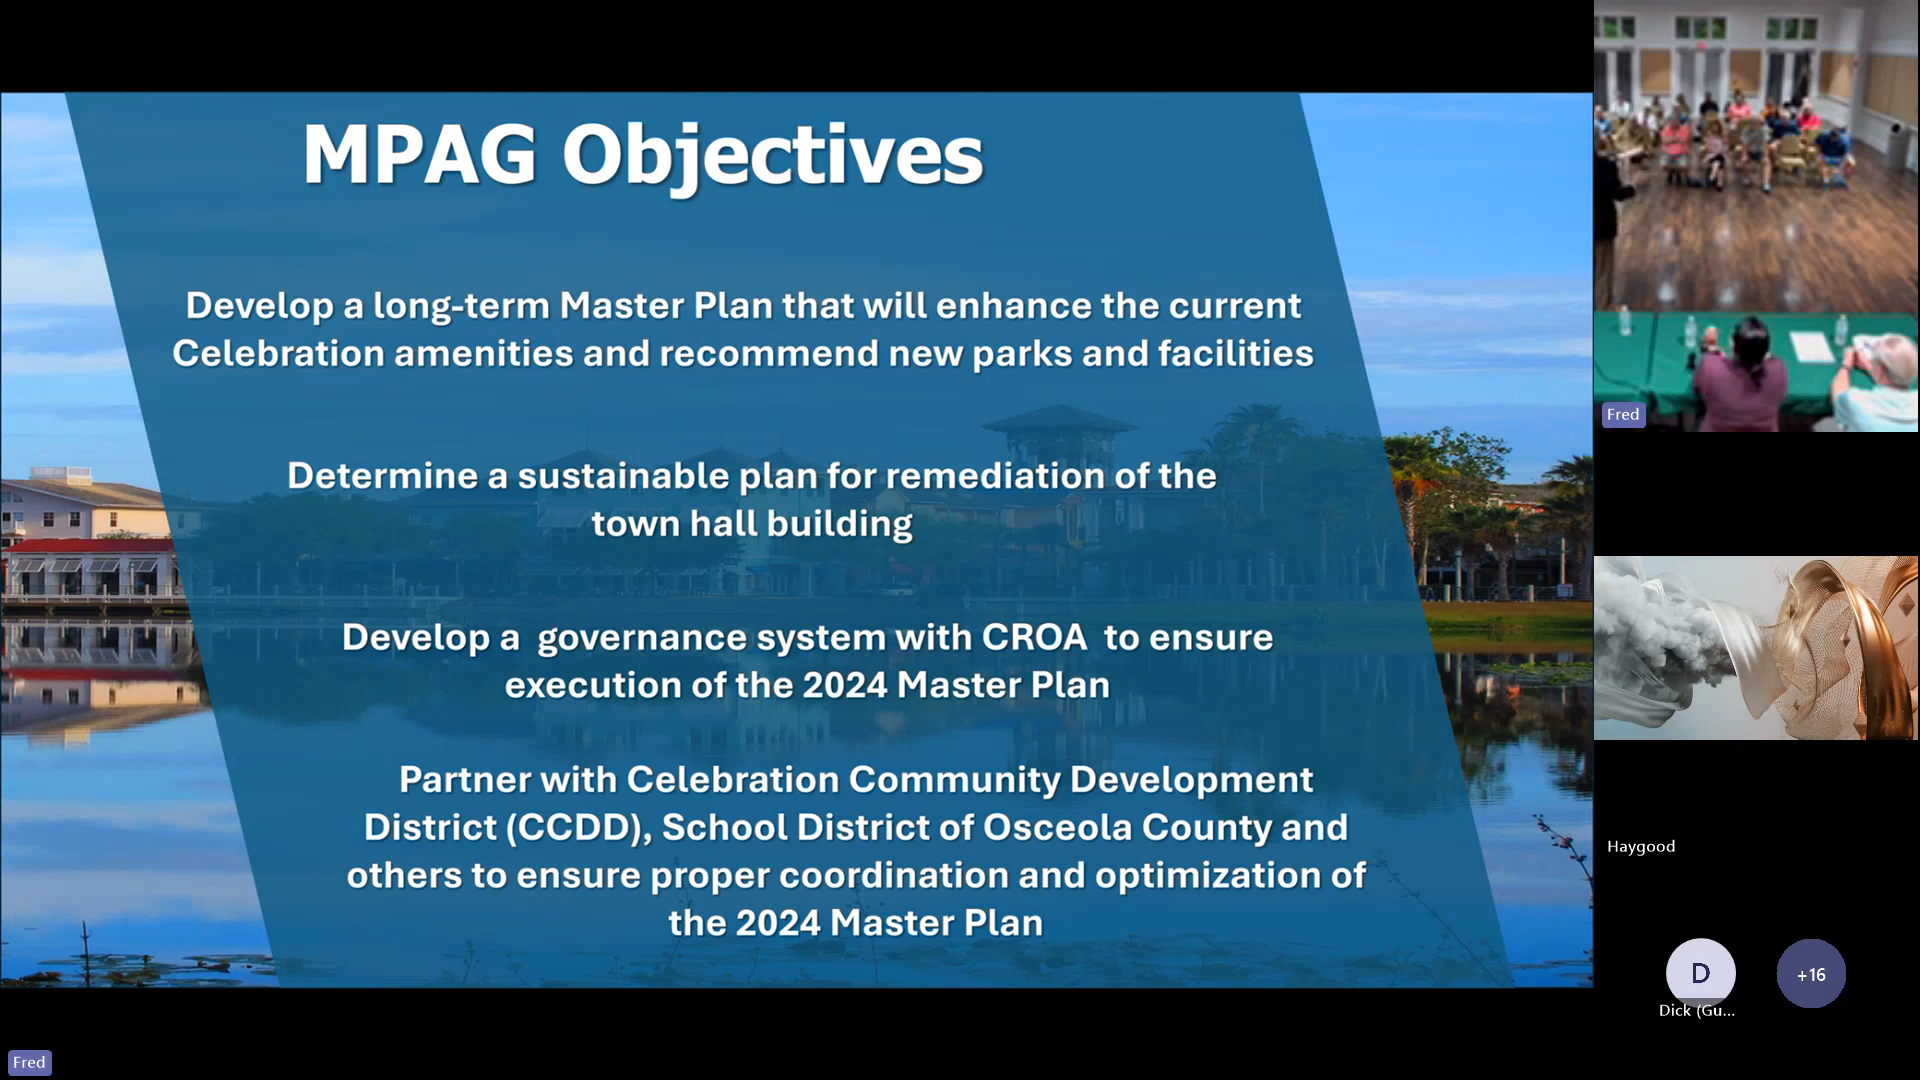 MPAG Objectives
Develop a long-term Master Plan that will enhance the current
Celebration amenities and recommend new parks and facilities
Determine a sustainable plan for remediation of the
town hall building
Develop a  governance system with CROA  to ensure
execution of the 2024 Master Plan
Partner with Celebration Community Development
District (CCDD), School District of Osceola County and
others to ensure proper coordination and optimization of
the 2024 Master Plan
Fred
Fred
Haygood
D
+16
Dick (Gu...